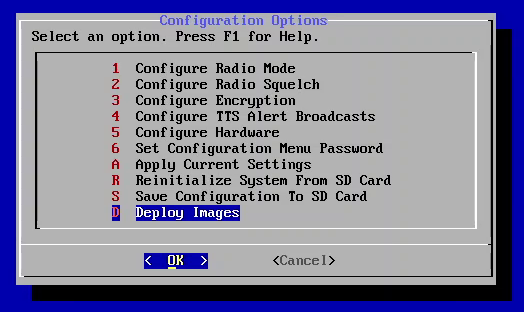 Configuration Options
Select an option. Press F1 for Help.
1 Configure Radio Mode
2 Configure Radio Squelch
3 Configure Encryption
4 Configure TTS Alert Broadcasts
5 Configure Hardware
6 Set Configuration Menu Password
A Apply Current Settings
R Reinitialize System From SD Card
S Save Configuration To SD Card
D Deploy Images
< OK > <Cancel>